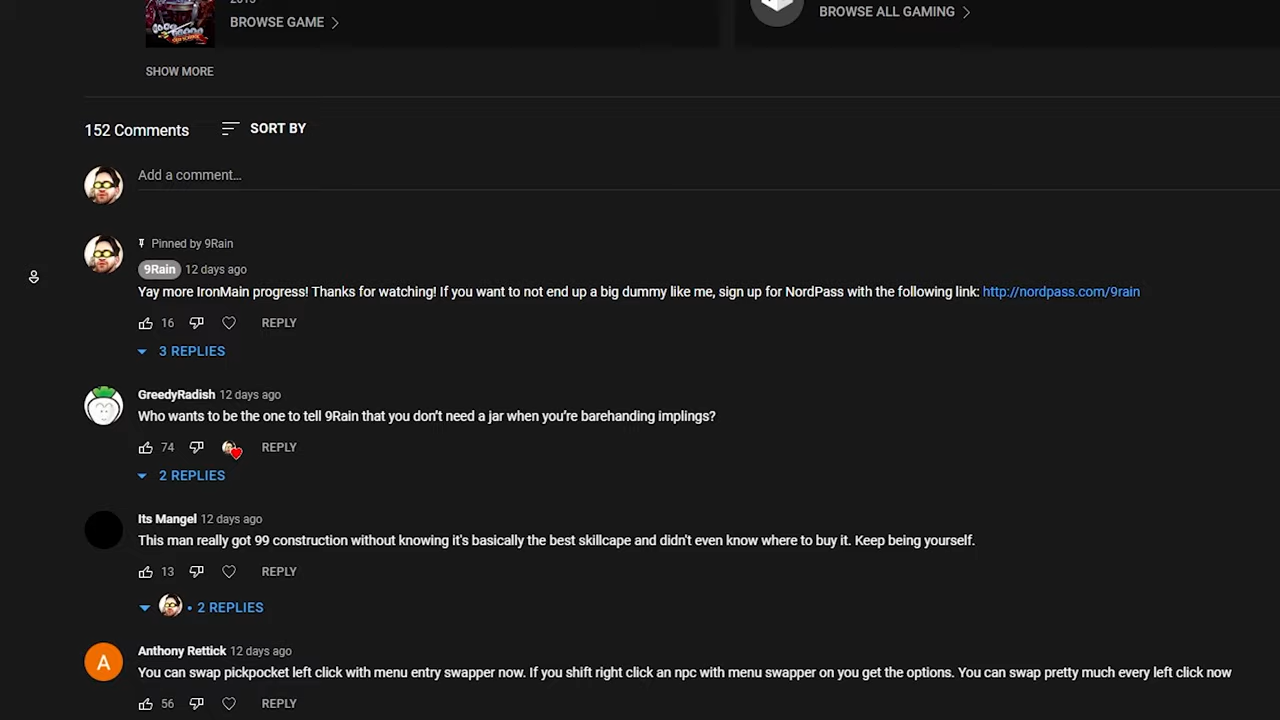 BROWSE GAME
BROWSE ALL GAMING
SHOW MORE
152 Comments
SORT BY
Add a comment...
Pinned by 9Rain
9Rain 12 days ago
Yay more IronMain progress! Thanks for watching! If you want to not end up a big dummy like me, sign up for NordPass with the following link: http://nordpass.com/9rain
16 REPLY
3 REPLIES
GreedyRadish 12 days ago
Who wants to be the one to tell 9Rain that you don't need a jar when you're barehanding implings?
74 REPLY
2 REPLIES
Its Mangel 12 days ago
This man really got 99 construction without knowing it's basically the best skillcape and didn't even know where to buy it. Keep being yourself.
13 REPLY
• 2 REPLIES
A
Anthony Rettick 12 days ago
You can swap pickpocket left click with menu entry swapper now. If you shift right click an npc with menu swapper on you get the options. You can swap pretty much every left click now
56 REPLY